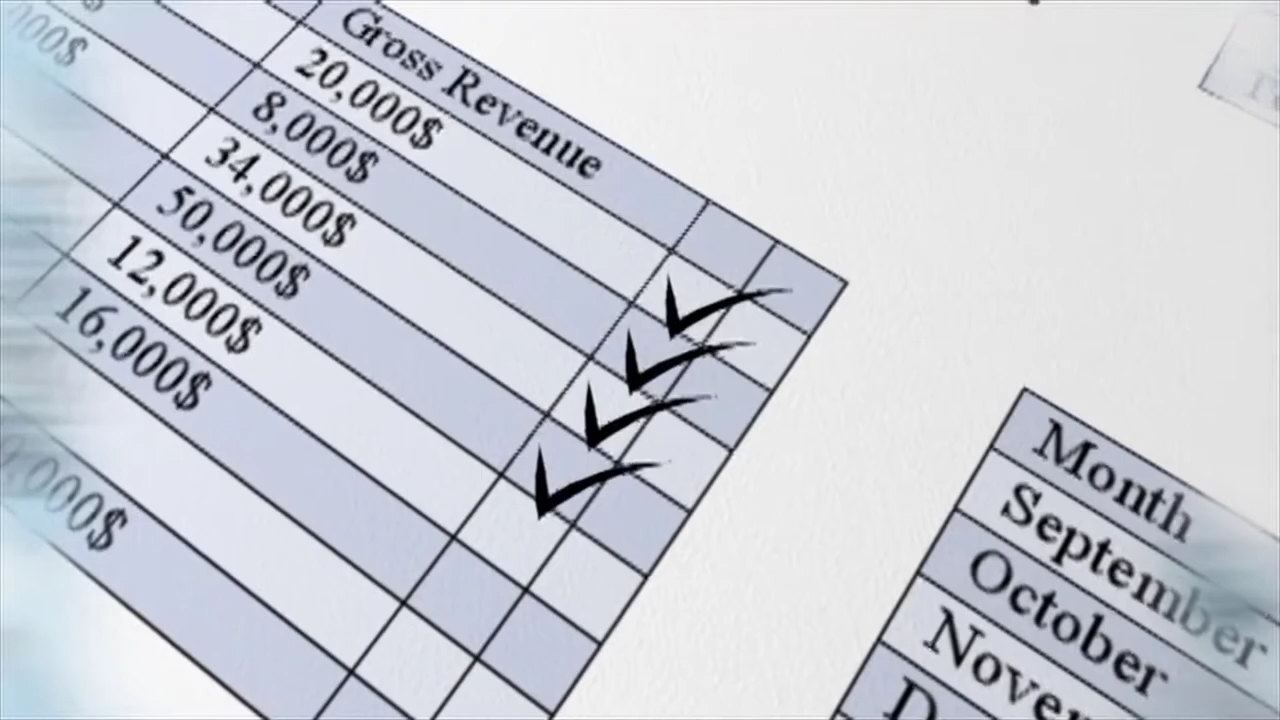 Gross Revenue
20,000$
8,000$
34,000$
50,000$
12,000$
16,000$
Month
September
October